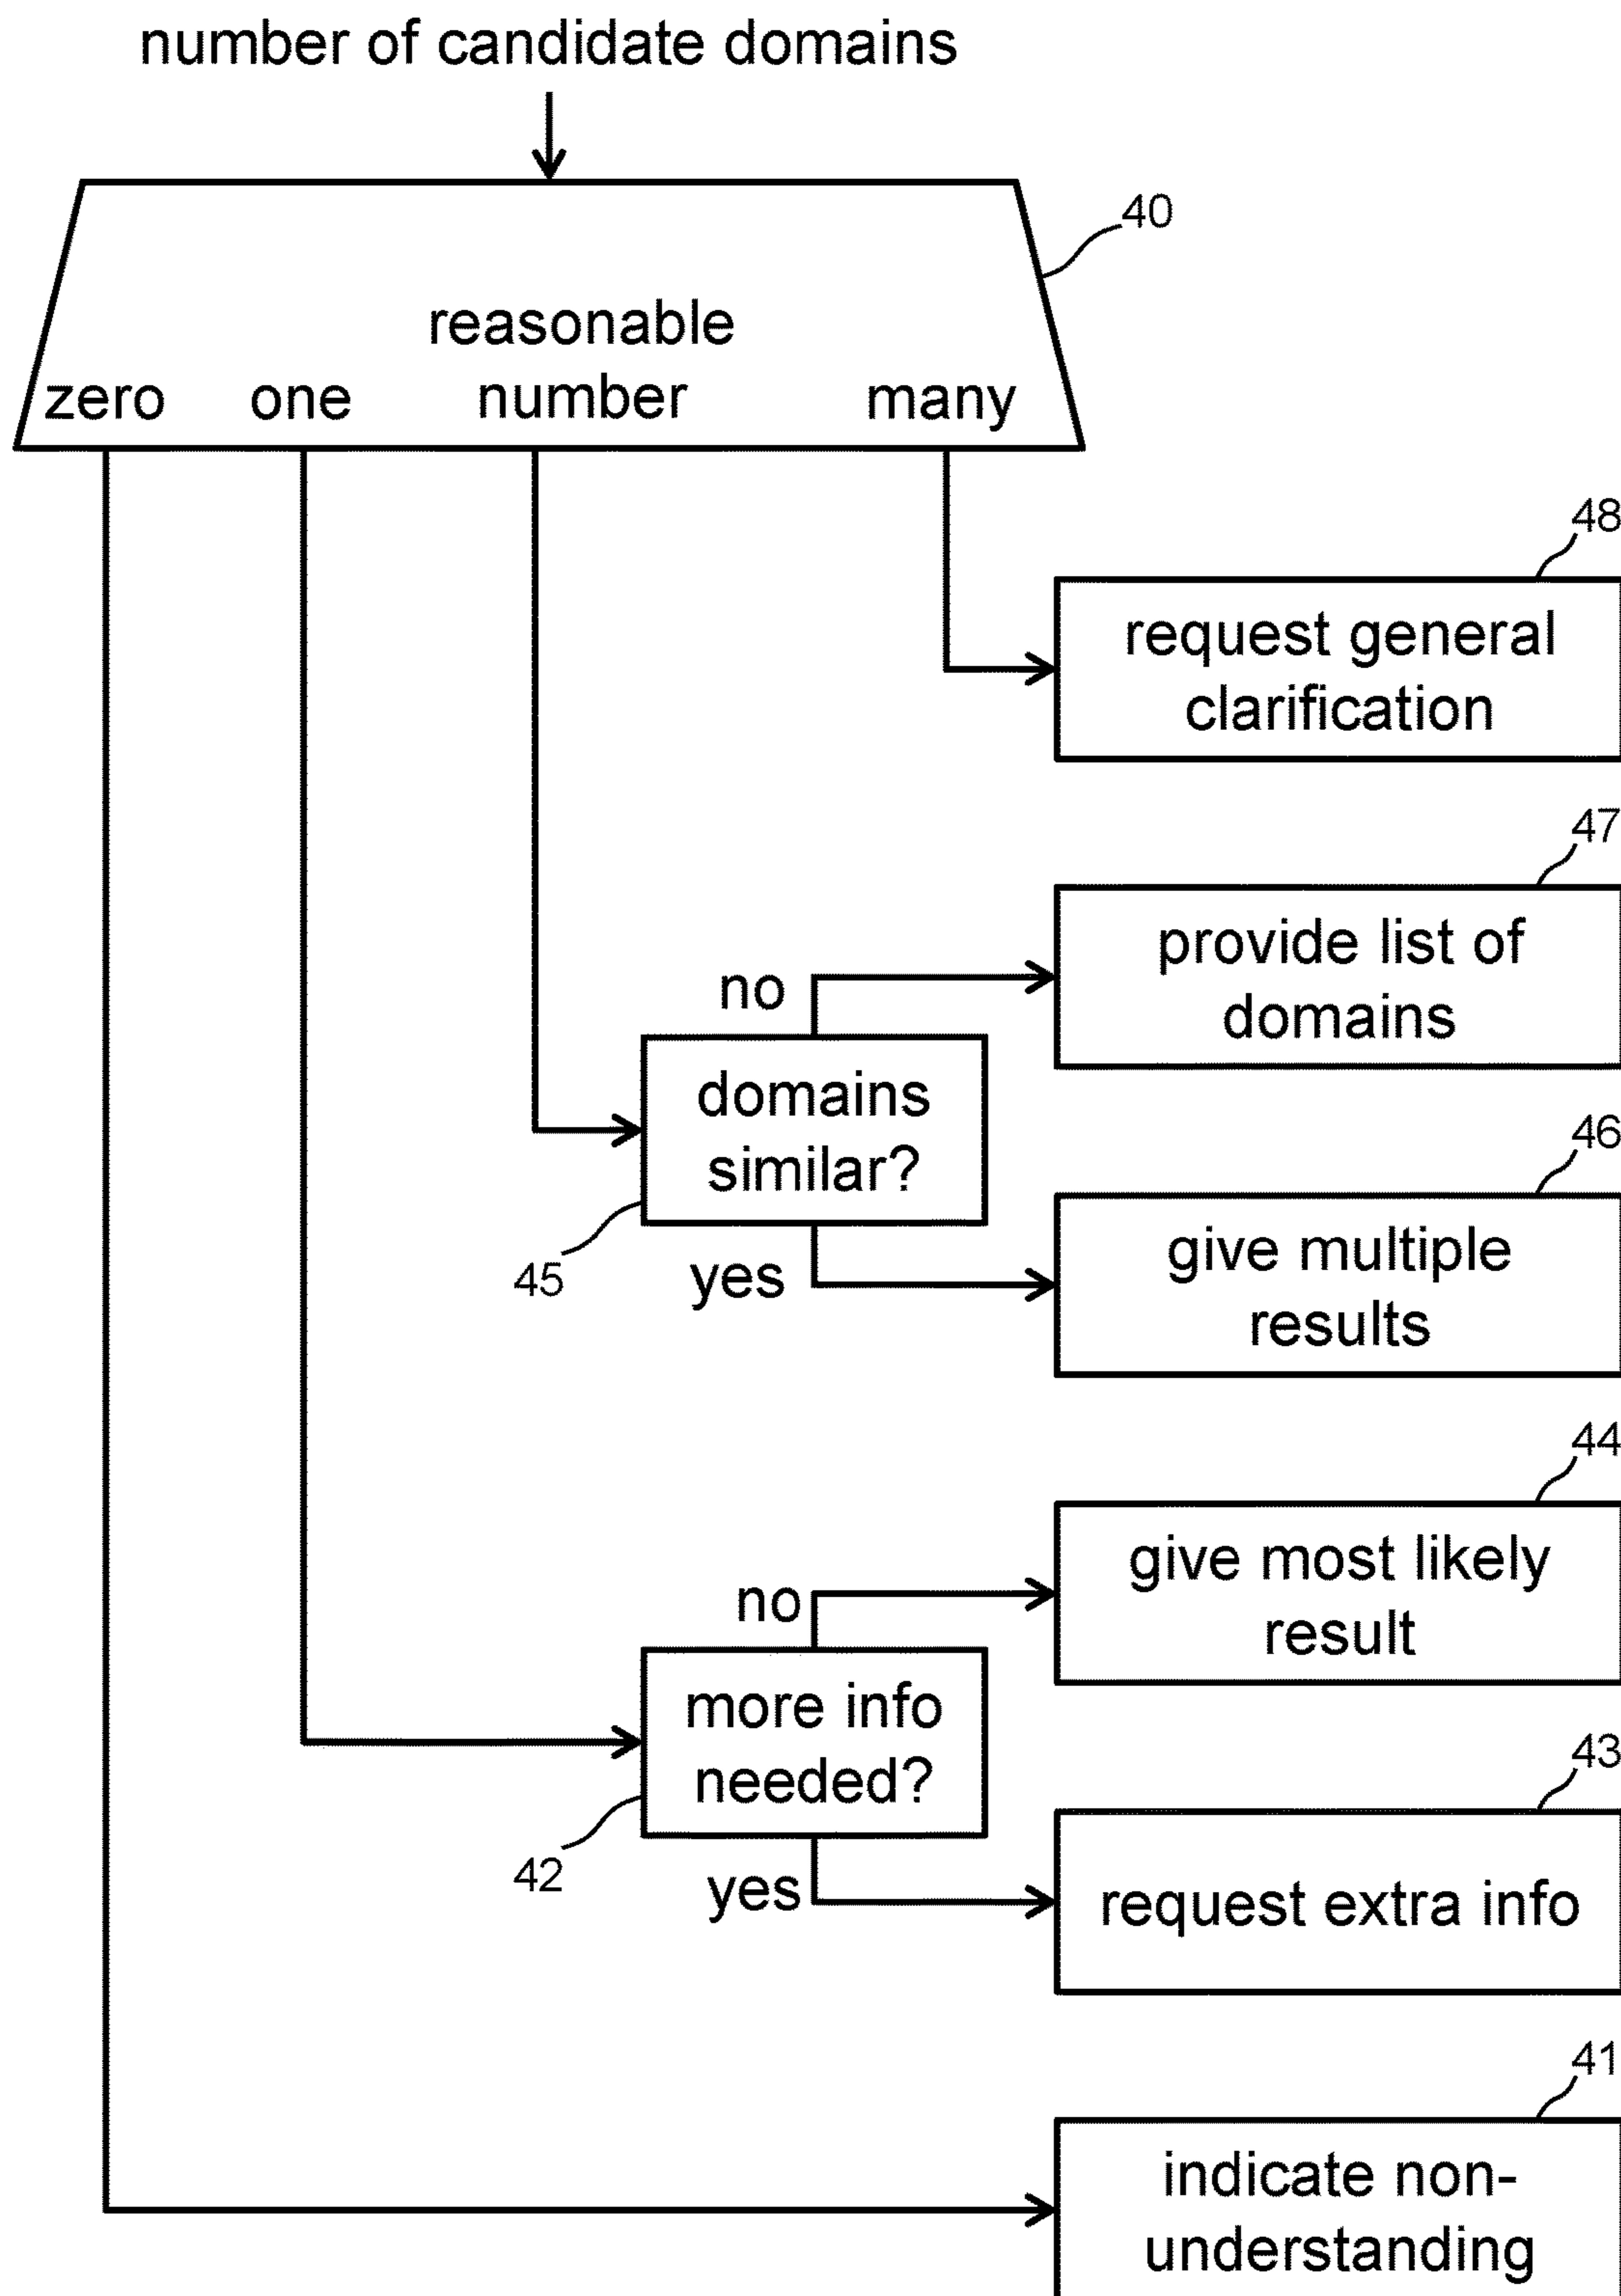 number of candidate domains
40
reasonable
zero one number many
48
request general
clarification
47
provide list of
no
domains
domains
similar?
46
45
yes
give multiple
results
44
give most likely
no
result
more info
needed?
43
42
yes
request extra info
41
indicate non-
understanding